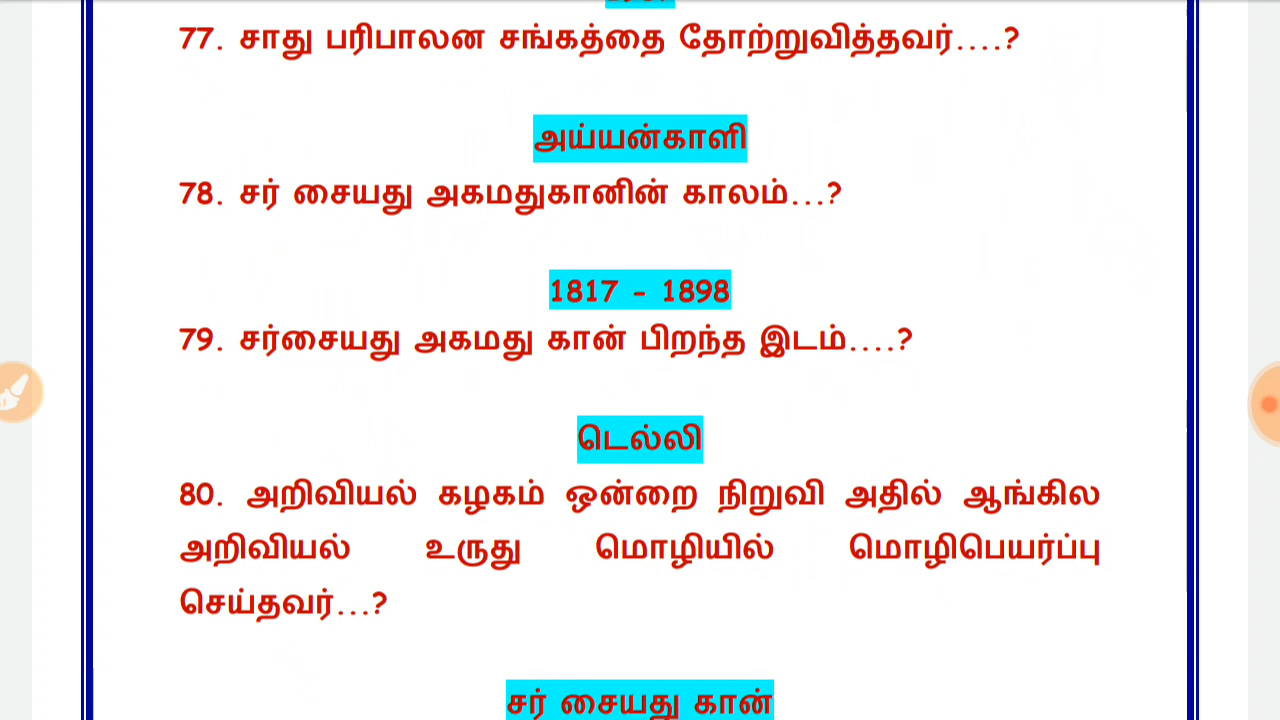 77. சாது பரிபாலன சங்கத்தை தோற்றுவித்தவர்....?
அய்யன்காளி
78. சர் சையது அகமதுகானின் காலம்...?
1817 - 1898
79. சர்சையது அகமது கான் பிறந்த இடம்....?
டெல்லி
80. அறிவியல் கழகம் ஒன்றை நிறுவி அதில் ஆங்கில
அறிவியல் உருது மொழியில் மொழிபெயர்ப்பு
செய்தவர்...?
சர் சையது கான்